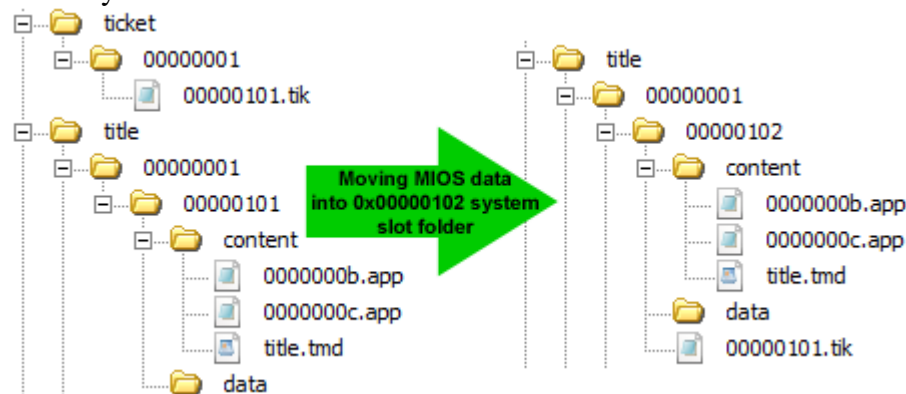 ticket
00000001
00000101.tik
title
00000001
00000101
content
0000000b.app
0000000c.app
title.tmd
data
Moving MIOS data
into 0x00000102 system
slot folder
title
00000001
00000102
content
0000000b.app
0000000c.app
title.tmd
data
00000101.tik